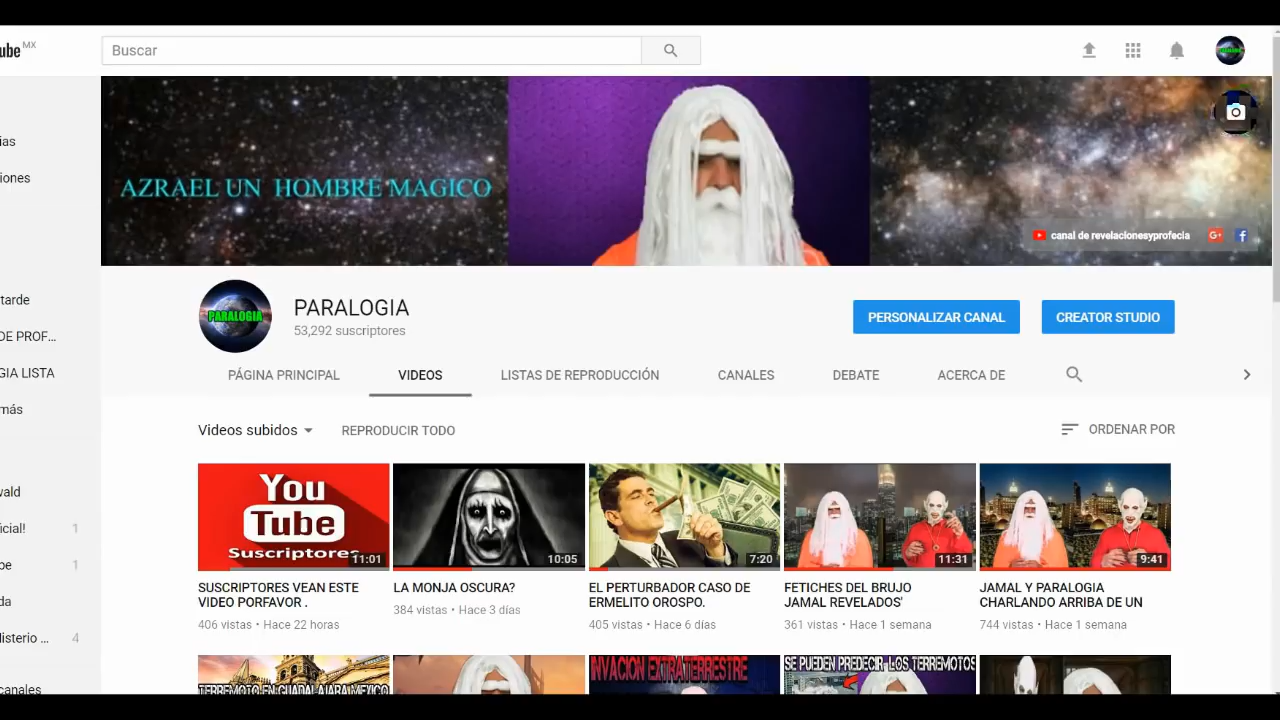 ube MX
Buscar
AZRAEL UN HOMBRE MAGICO
canal de revelacionesyprofecia
PARALOGIA
PARALOGIA
53,292 suscriptores
PERSONALIZAR CANAL
CREATOR STUDIO
PÁGINA PRINCIPAL
VIDEOS
LISTAS DE REPRODUCCIÓN
CANALES
DEBATE
ACERCA DE
Videos subidos
REPRODUCIR TODO
ORDENAR POR
You
Tube
Suscriptores
11:01
SUSCRIPTORES VEAN ESTE
VIDEO PORFAVOR .
406 vistas • Hace 22 horas
10:05
LA MONJA OSCURA?
384 vistas • Hace 3 días
7:20
EL PERTURBADOR CASO DE
ERMELITO OROSPO.
405 vistas • Hace 6 días
11:31
FETICHES DEL BRUJO
JAMAL REVELADOS'
361 vistas • Hace 1 semana
9:41
JAMAL Y PARALOGIA
CHARLANDO ARRIBA DE UN
744 vistas • Hace 1 semana
TERREMOTO EN GUADALAJARA MEXICO
INVACION EXTRATERRESTRE
SE PUEDEN PREDECIR LOS TERREMOTOS
ias
iones
tarde
DE PROF...
GIA LISTA
más
wald
icial! 1
be 1
da
Misterio ... 4
canales